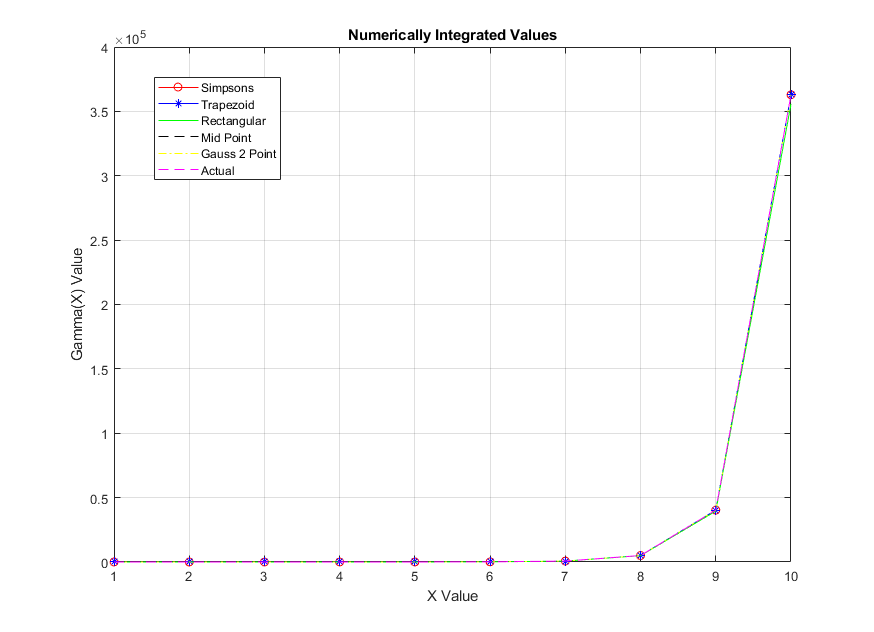 Numerically Integrated Values
×10^5
4
3.5
3
2.5
2
1.5
1
0.5
0
Gamma(X) Value
Simpsons
Trapezoid
Rectangular
Mid Point
Gauss 2 Point
Actual
1 2 3 4 5 6 7 8 9 10
X Value